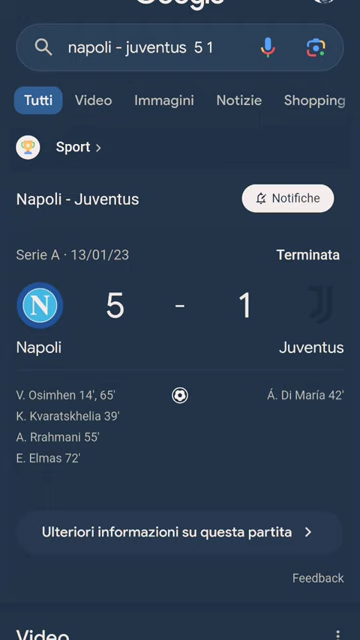 Google
napoli - juventus 5 1
Tutti Video Immagini Notizie Shopping
Sport >
Napoli - Juventus
Notifiche
Serie A · 13/01/23 Terminata
N 5 - 1
Napoli Juventus
V. Osimhen 14', 65' Á. Di María 42'
K. Kvaratskhelia 39'
A. Rrahmani 55'
E. Elmas 72'
Ulteriori informazioni su questa partita >
Feedback
Video